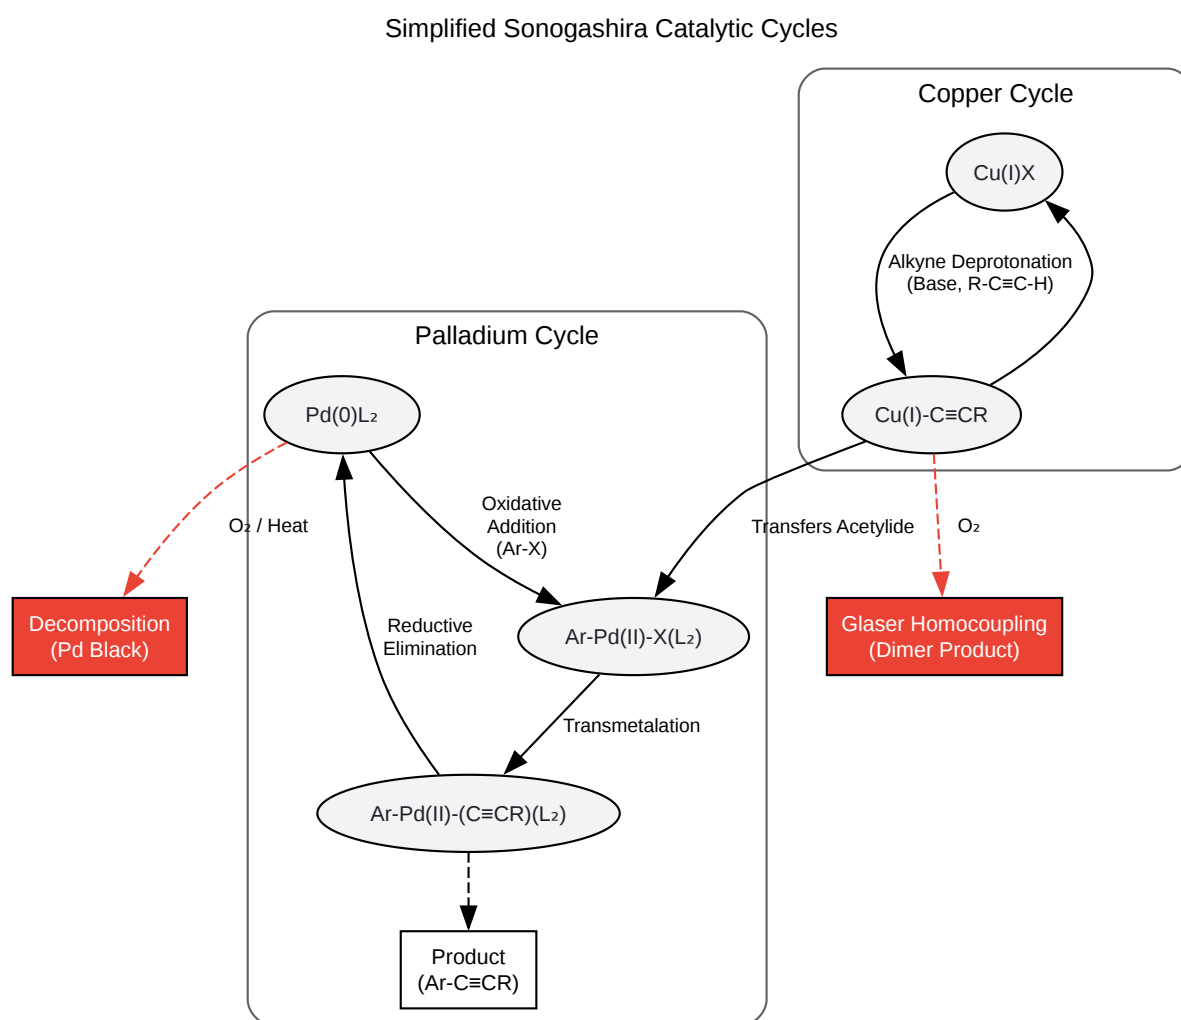 Simplified Sonogashira Catalytic Cycles
Copper Cycle
Cu(I)X
Alkyne Deprotonation
(Base, R-C≡C-H)
Cu(I)-C≡CR
Palladium Cycle
Pd(0)L₂
Oxidative
Addition
(Ar-X)
O₂ / Heat
Transfers Acetylide
O₂
Decomposition
(Pd Black)
Reductive
Elimination
Ar-Pd(II)-X(L₂)
Glaser Homocoupling
(Dimer Product)
Transmetalation
Ar-Pd(II)-(C≡CR)(L₂)
Product
(Ar-C≡CR)